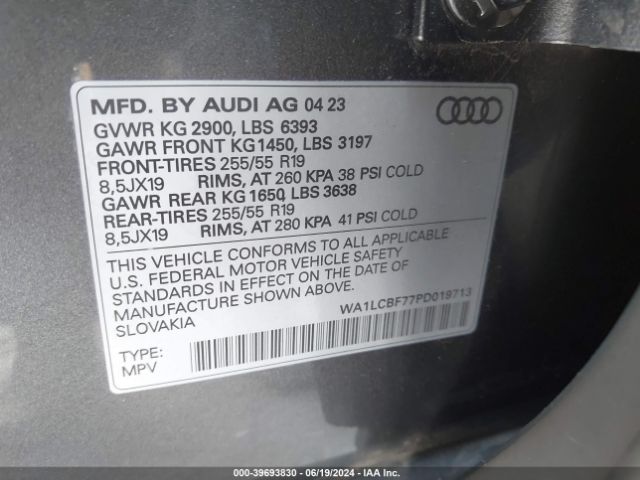 MFD. BY AUDI AG 04 23
GVWR KG 2900, LBS 6393
GAWR FRONT KG1450, LBS 3197
FRONT-TIRES 255/55 R19
8,5JX19 RIMS, AT 260 KPA 38 PSI COLD
GAWR REAR KG 1650, LBS 3638
REAR-TIRES 255/55 R19
8,5JX19 RIMS, AT 280 KPA 41 PSI COLD
THIS VEHICLE CONFORMS TO ALL APPLICABLE
U.S. FEDERAL MOTOR VEHICLE SAFETY
STANDARDS IN EFFECT ON THE DATE OF
MANUFACTURE SHOWN ABOVE.
SLOVAKIA
WA1LCBF77PD019713
TYPE:
MPV
000-39693830 - 06/19/2024 - IAA Inc.